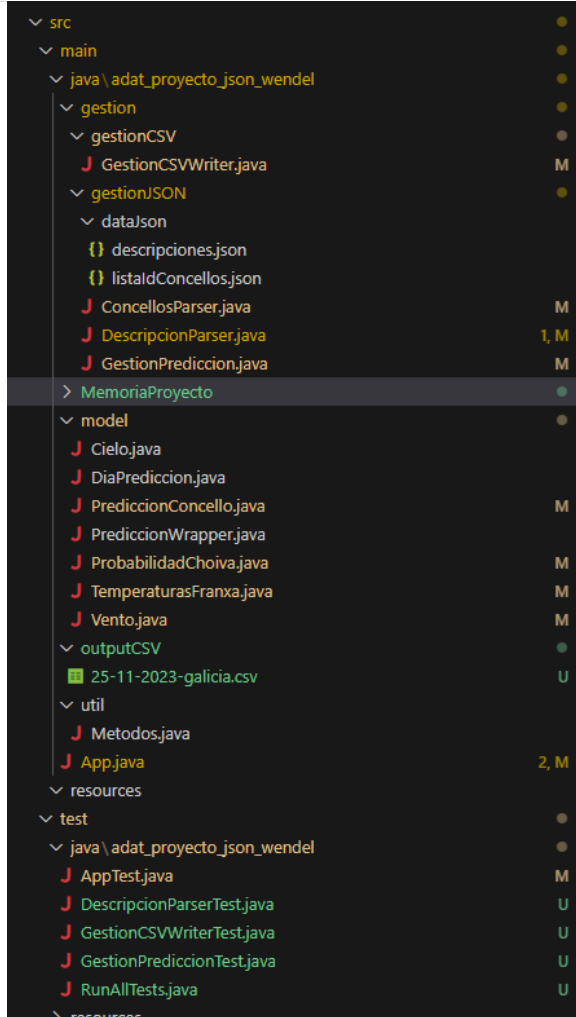 src
main
java\adat_proyecto_json_wendel
gestion
gestionCSV
J GestionCSVWriter.java M
gestionJSON
dataJson
{} descripciones.json
{} listaIdConcellos.json
J ConcellosParser.java M
J DescripcionParser.java 1, M
J GestionPrediccion.java M
MemoriaProyecto
model
J Cielo.java
J DiaPrediccion.java
J PrediccionConcello.java M
J PrediccionWrapper.java
J ProbabilidadChoiva.java M
J TemperaturasFranxa.java M
J Vento.java M
outputCSV
25-11-2023-galicia.csv U
util
J Metodos.java
J App.java 2, M
resources
test
java\adat_proyecto_json_wendel
J AppTest.java M
J DescripcionParserTest.java U
J GestionCSVWriterTest.java U
J GestionPrediccionTest.java U
J RunAllTests.java U
resources